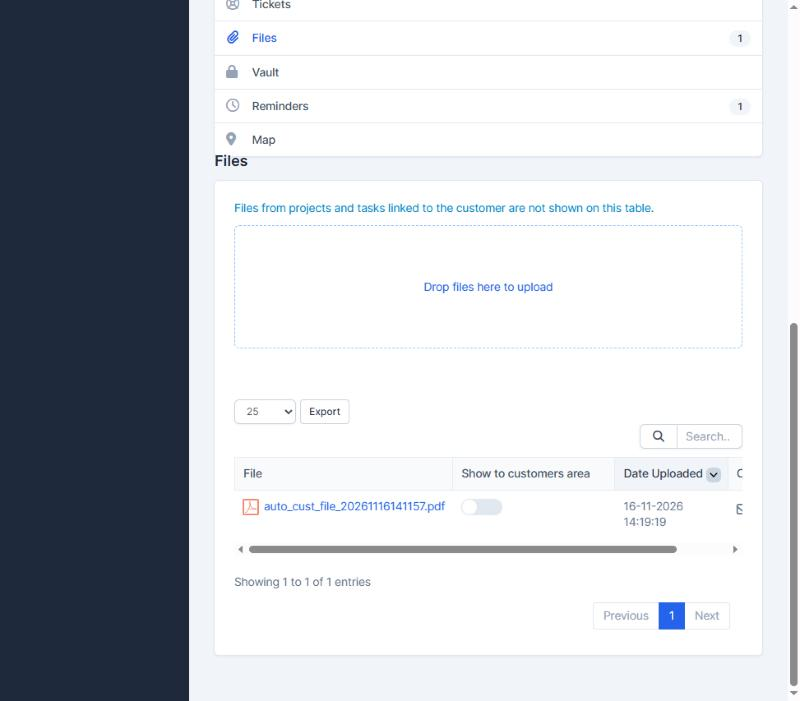 Tickets
Files 1
Vault
Reminders 1
Map
Files
Files from projects and tasks linked to the customer are not shown on this table.
Drop files here to upload
25 Export
Search..
File Show to customers area Date Uploaded
auto_cust_file_20261116141157.pdf 16-11-2026
14:19:19
Showing 1 to 1 of 1 entries
Previous 1 Next